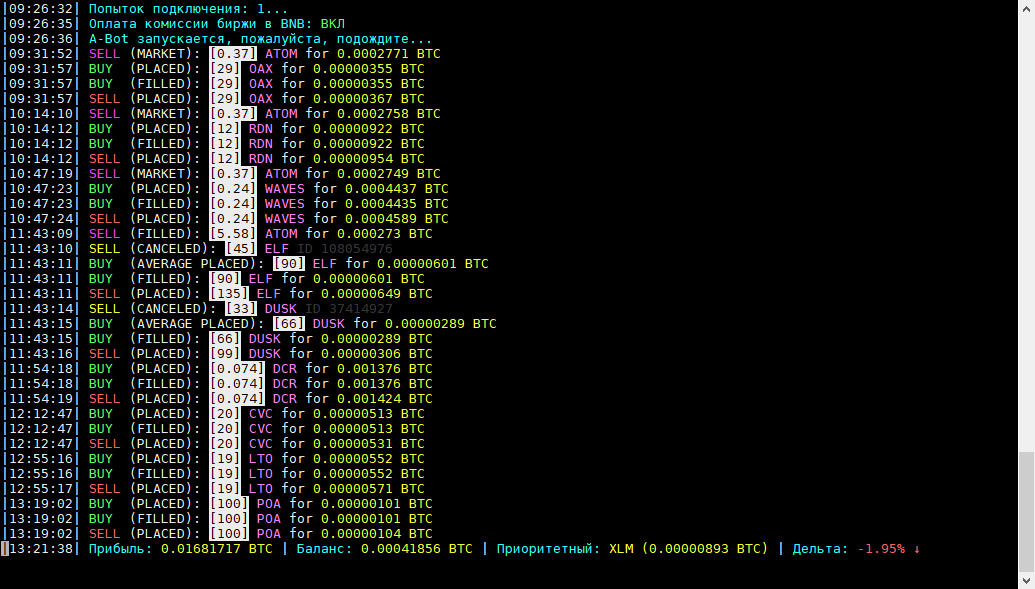 |09:26:32| Попыток подключения: 1...
|09:26:35| Оплата комиссии биржи в BNB: ВКЛ
|09:26:36| A-Bot запускается, пожалуйста, подождите...
|09:31:52| SELL (MARKET): [0.37] ATOM for 0.0002771 BTC
|09:31:57| BUY (PLACED): [29] OAX for 0.00000355 BTC
|09:31:57| BUY (FILLED): [29] OAX for 0.00000355 BTC
|09:31:57| SELL (PLACED): [29] OAX for 0.00000367 BTC
|10:14:10| SELL (MARKET): [0.37] ATOM for 0.0002758 BTC
|10:14:12| BUY (PLACED): [12] RDN for 0.00000922 BTC
|10:14:12| BUY (FILLED): [12] RDN for 0.00000922 BTC
|10:14:12| SELL (PLACED): [12] RDN for 0.00000954 BTC
|10:47:19| SELL (MARKET): [0.37] ATOM for 0.0002749 BTC
|10:47:23| BUY (PLACED): [0.24] WAVES for 0.0004437 BTC
|10:47:23| BUY (FILLED): [0.24] WAVES for 0.0004435 BTC
|10:47:24| SELL (PLACED): [0.24] WAVES for 0.0004589 BTC
|11:43:09| SELL (FILLED): [5.58] ATOM for 0.000273 BTC
|11:43:10| SELL (CANCELED): [45] ELF ID 108054976
|11:43:11| BUY (AVERAGE PLACED): [90] ELF for 0.00000601 BTC
|11:43:11| BUY (FILLED): [90] ELF for 0.00000601 BTC
|11:43:11| SELL (PLACED): [135] ELF for 0.00000649 BTC
|11:43:14| SELL (CANCELED): [33] DUSK ID 37414927
|11:43:15| BUY (AVERAGE PLACED): [66] DUSK for 0.00000289 BTC
|11:43:15| BUY (FILLED): [66] DUSK for 0.00000289 BTC
|11:43:16| SELL (PLACED): [99] DUSK for 0.00000306 BTC
|11:54:18| BUY (PLACED): [0.074] DCR for 0.001376 BTC
|11:54:18| BUY (FILLED): [0.074] DCR for 0.001376 BTC
|11:54:19| SELL (PLACED): [0.074] DCR for 0.001424 BTC
|12:12:47| BUY (PLACED): [20] CVC for 0.00000513 BTC
|12:12:47| BUY (FILLED): [20] CVC for 0.00000513 BTC
|12:12:47| SELL (PLACED): [20] CVC for 0.00000531 BTC
|12:55:16| BUY (PLACED): [19] LTO for 0.00000552 BTC
|12:55:16| BUY (FILLED): [19] LTO for 0.00000552 BTC
|12:55:17| SELL (PLACED): [19] LTO for 0.00000571 BTC
|13:19:02| BUY (PLACED): [100] POA for 0.00000101 BTC
|13:19:02| BUY (FILLED): [100] POA for 0.00000101 BTC
|13:19:02| SELL (PLACED): [100] POA for 0.00000104 BTC
|13:21:38| Прибыль: 0.01681717 BTC | Баланс: 0.00041856 BTC | Приоритетный: XLM (0.00000893 BTC) | Дельта: -1.95% ↓